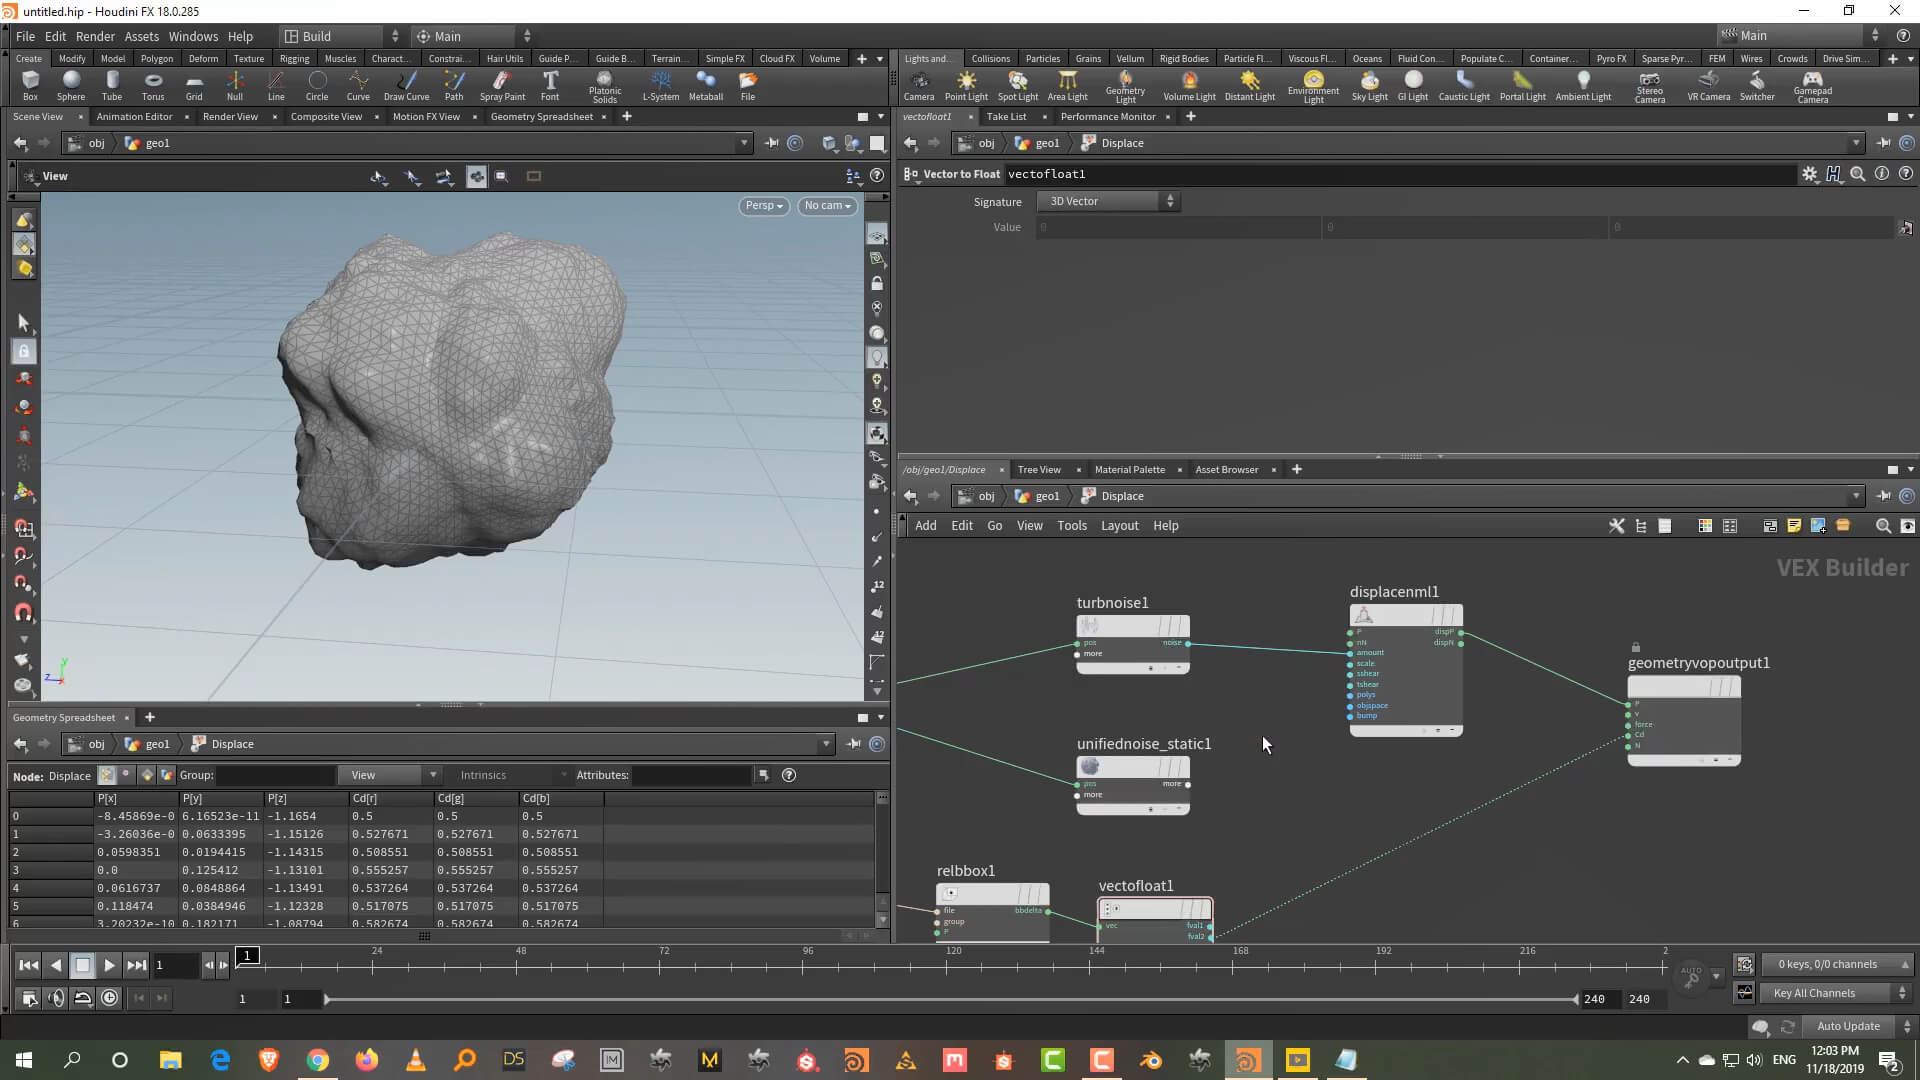 untitled.hip - Houdini FX 18.0.285
File Edit Render Assets Windows Help Build Main Main
Create Modify Model Polygon Deform Texture Rigging Muscles Charact... Constrai... Hair Utils Guide P... Guide B... Terrain... Simple FX Cloud FX Volume
Box Sphere Tube Torus Grid Null Line Circle Curve Draw Curve Path Spray Paint Font Platonic Solids L-System Metaball File
Lights and... Collisions Particles Grains Vellum Rigid Bodies Particle Fl... Viscous Fl... Oceans Fluid Con... Populate C... Container... Pyro FX Sparse Pyr... FEM Wires Crowds Drive Sim...
Camera Point Light Spot Light Area Light Geometry Light Volume Light Distant Light Environment Light Sky Light GI Light Caustic Light Portal Light Ambient Light Stereo Camera VR Camera Switcher Gamepad Camera
Scene View Animation Editor Render View Composite View Motion FX View Geometry Spreadsheet
obj geo1
View
Persp No cam
vectofloat1 Take List Performance Monitor
obj geo1 Displace
Vector to Float vectofloat1
Signature 3D Vector
Value 0 0 0
/obj/geo1/Displace Tree View Material Palette Asset Browser
obj geo1 Displace
Add Edit Go View Tools Layout Help
VEX Builder
turbnoise1
pos noise
more
displacenml1
P dispP
nN dispN
amount
scale
sshear
tshear
polys
objspace
bump
geometryvopoutput1
P
v
force
Cd
N
unifiednoise_static1
pos more
more
relbbox1
file bbdelta
group
P
vectofloat1
vec fval1
fval2
12
12
y
z
Geometry Spreadsheet
obj geo1 Displace
Node: Displace Group: View Intrinsics Attributes:
P[x] P[y] P[z] Cd[r] Cd[g] Cd[b]
0 -8.45869e-0 6.16523e-11 -1.1654 0.5 0.5 0.5
1 -3.26036e-0 0.0633395 -1.15126 0.527671 0.527671 0.527671
2 0.0598351 0.0194415 -1.14315 0.508551 0.508551 0.508551
3 0.0 0.125412 -1.13101 0.555257 0.555257 0.555257
4 0.0616737 0.0848864 -1.13491 0.537264 0.537264 0.537264
5 0.118474 0.0384946 -1.12328 0.517075 0.517075 0.517075
6 3.20232e-10 0.182171 -1.08794 0.582674 0.582674 0.582674
1 1 24 48 72 96 120 144 168 192 216 2
AUTO
0 keys, 0/0 channels
1 1 240 240
Key All Channels
Auto Update
DS
ENG
12:03 PM
11/18/2019
2